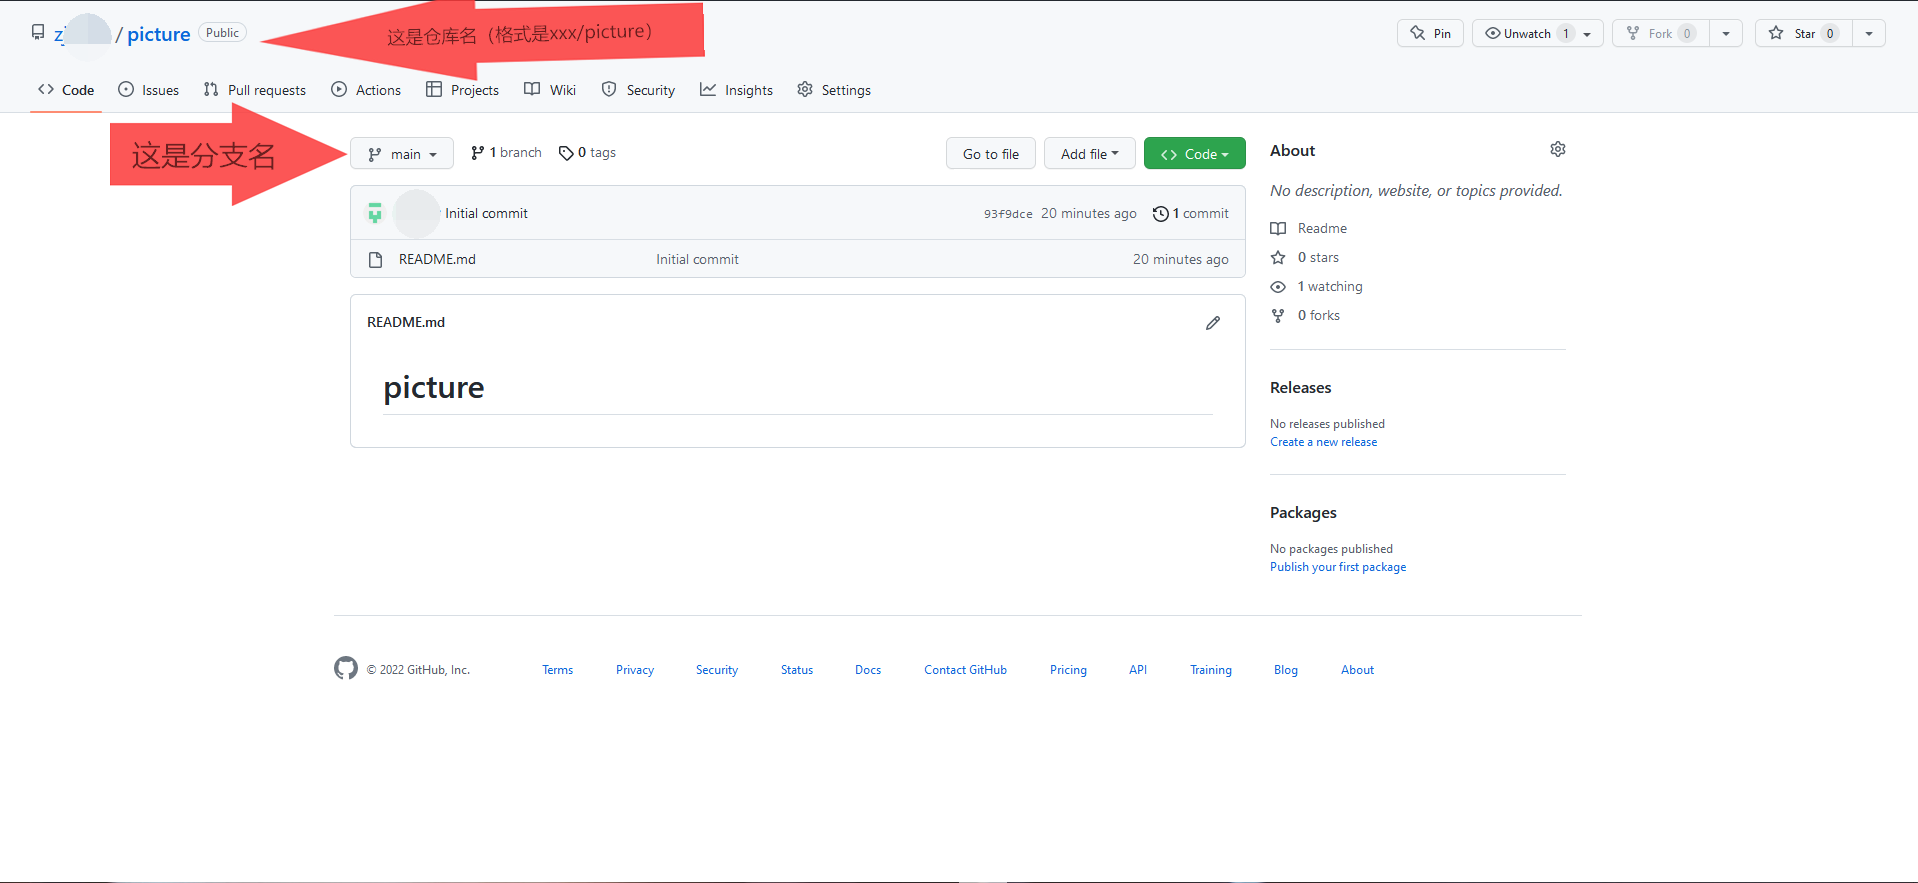 / picture Public
这是仓库名（格式是xxx/picture）
Pin
Unwatch 1
Fork 0
Star 0
Code Issues Pull requests Actions Projects Wiki Security Insights Settings
这是分支名
main 1 branch 0 tags
Go to file Add file Code
Initial commit 93f9dce 20 minutes ago 1 commit
README.md Initial commit 20 minutes ago
README.md
picture
About
No description, website, or topics provided.
Readme
0 stars
1 watching
0 forks
Releases
No releases published
Create a new release
Packages
No packages published
Publish your first package
© 2022 GitHub, Inc. Terms Privacy Security Status Docs Contact GitHub Pricing API Training Blog About